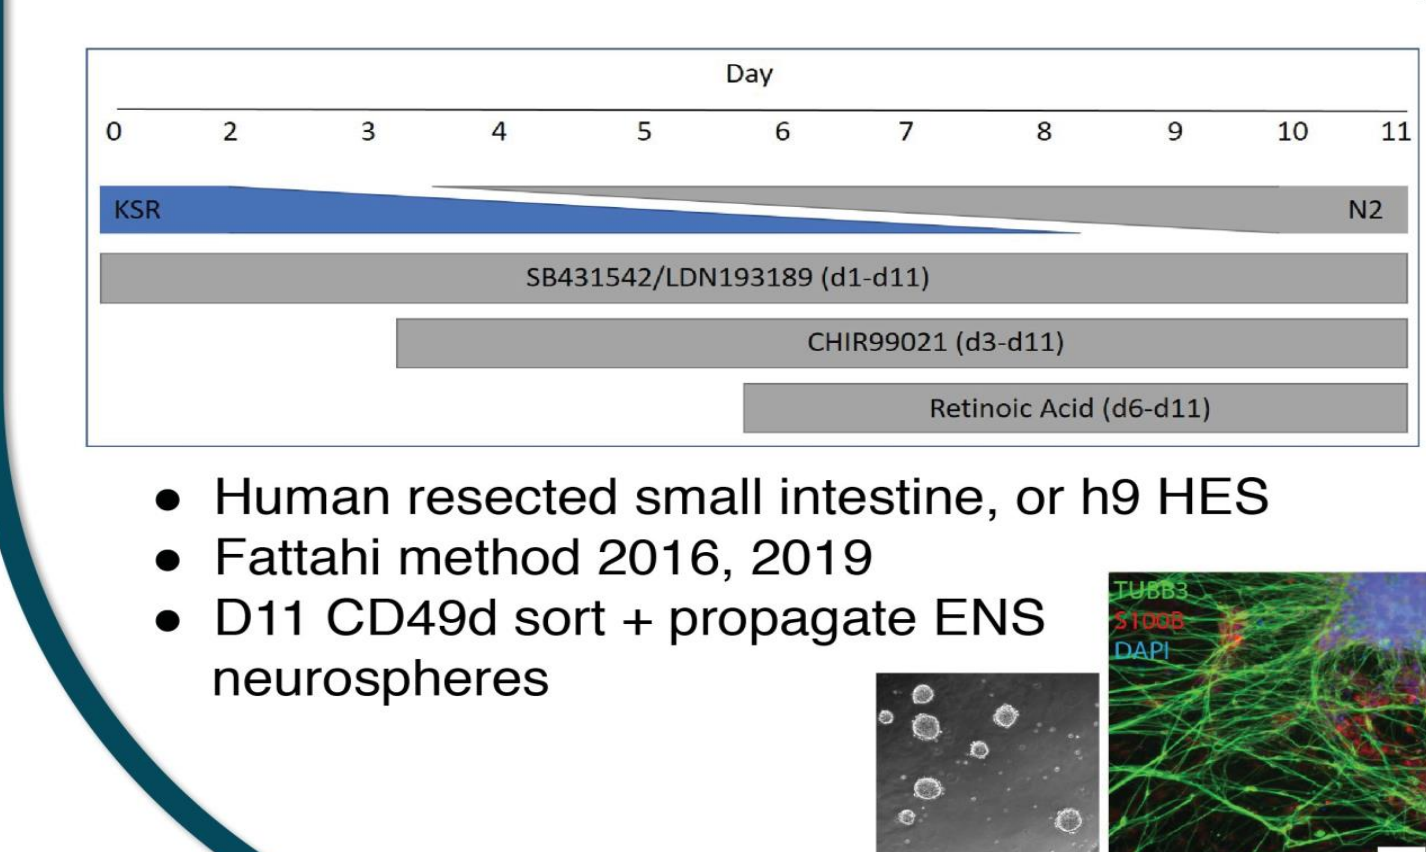 Day
0 2 3 4 5 6 7 8 9 10 11
KSR
N2
SB431542/LDN193189 (d1-d11)
CHIR99021 (d3-d11)
Retinoic Acid (d6-d11)
● Human resected small intestine, or h9 HES
● Fattahi method 2016, 2019
● D11 CD49d sort + propagate ENS
neurospheres
TUBB3
S100B
DAPI